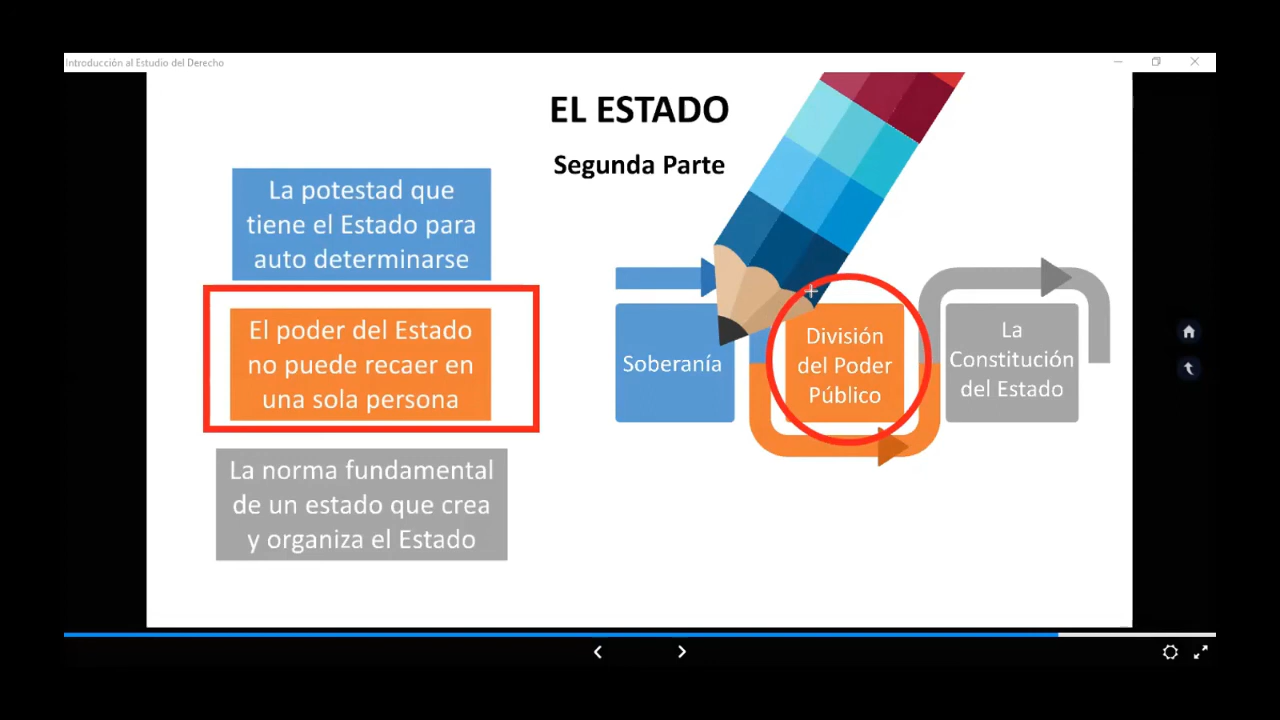 Introducción al Estudio del Derecho
EL ESTADO
Segunda Parte
La potestad que
tiene el Estado para
auto determinarse
El poder del Estado
no puede recaer en
una sola persona
La norma fundamental
de un estado que crea
y organiza el Estado
Soberanía
División
del Poder
Público
La
Constitución
del Estado